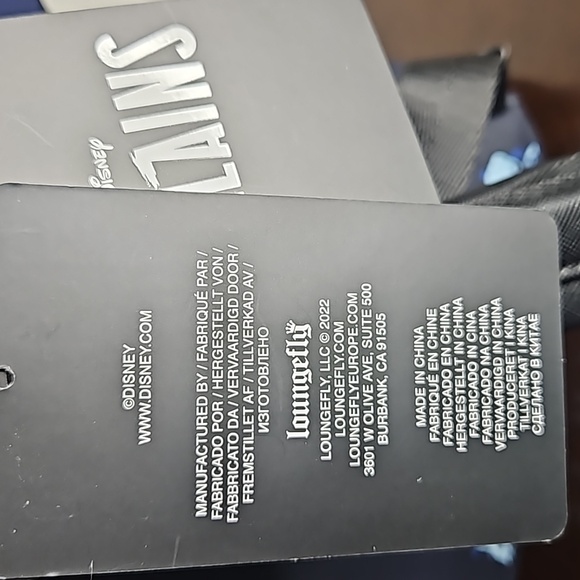 DISNEY
©DISNEY
WWW.DISNEY.COM
MANUFACTURED BY / FABRIQUÉ PAR /
FABRICADO POR / HERGESTELLT VON /
FABBRICATO DA / VERVAARDIGD DOOR /
FREMSTILLET AF / TILLVERKAD AV /
ИЗГОТОВЛЕНО
loungefly
LOUNGEFLY, LLC © 2022
LOUNGEFLY.COM
LOUNGEFLYEUROPE.COM
3601 W OLIVE AVE, SUITE 500
BURBANK, CA 91505
MADE IN CHINA
FABRIQUÉ EN CHINE
FABRICADO EN CHINA
HERGESTELLT IN CHINA
FABRICADO IN CINA
FABRICADO NA CHINA
VERVAARDIGD IN CHINA
PRODUCERET I KINA
TILLVERKAT I KINA
СДЕЛАНО В КИТАЕ